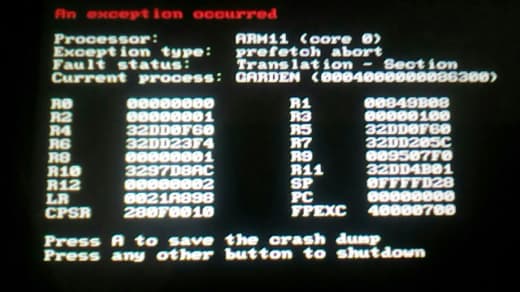 An exception occurred
Processor: ARM11 (core 0)
Exception type: prefetch abort
Fault status: Translation - Section
Current process: GARDEN (0004000000086300)
R0 00000000 R1 00849B08
R2 00000001 R3 00000100
R4 32DD0F60 R5 32DD0F60
R6 32DD23F4 R7 32DD205C
R8 00000001 R9 009507F0
R10 3297D8AC R11 32DD4B01
R12 00000002 SP 0FFFFD28
LR 0021A898 PC 00000000
CPSR 280F0010 FPEXC 40000700
Press A to save the crash dump
Press any other button to shutdown